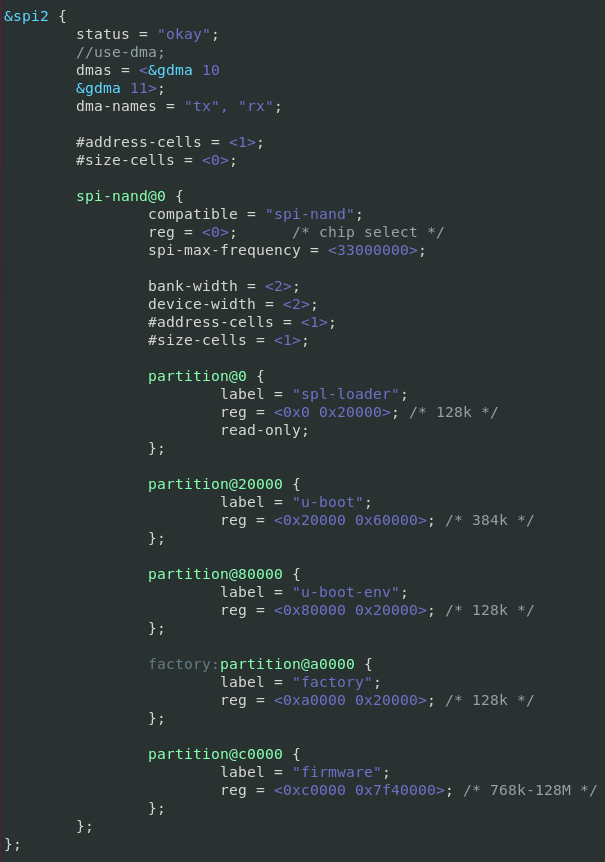 &spi2 {
        status = "okay";
        //use-dma;
        dmas = <&gdma 10
        &gdma 11>;
        dma-names = "tx", "rx";

        #address-cells = <1>;
        #size-cells = <0>;

        spi-nand@0 {
                compatible = "spi-nand";
                reg = <0>;      /* chip select */
                spi-max-frequency = <33000000>;

                bank-width = <2>;
                device-width = <2>;
                #address-cells = <1>;
                #size-cells = <1>;

                partition@0 {
                        label = "spl-loader";
                        reg = <0x0 0x20000>; /* 128k */
                        read-only;
                };

                partition@20000 {
                        label = "u-boot";
                        reg = <0x20000 0x60000>; /* 384k */
                };

                partition@80000 {
                        label = "u-boot-env";
                        reg = <0x80000 0x20000>; /* 128k */
                };

                factory:partition@a0000 {
                        label = "factory";
                        reg = <0xa0000 0x20000>; /* 128k */
                };

                partition@c0000 {
                        label = "firmware";
                        reg = <0xc0000 0x7f40000>; /* 768k-128M */
                };
        };
};